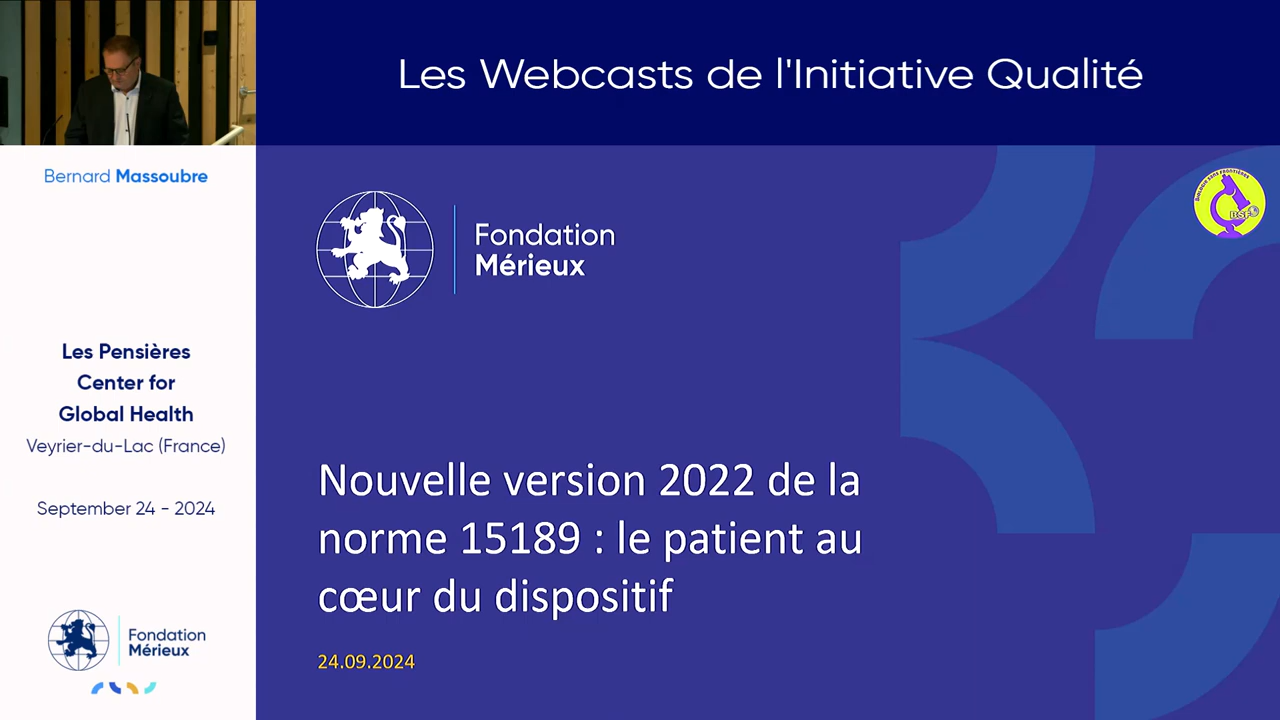 Les Webcasts de l'Initiative Qualité
Bernard Massoubre
Fondation
Mérieux
BSF
Les Pensières
Center for
Global Health
Veyrier-du-Lac (France)
September 24 - 2024
Nouvelle version 2022 de la
norme 15189 : le patient au
cœur du dispositif
24.09.2024
Fondation
Mérieux